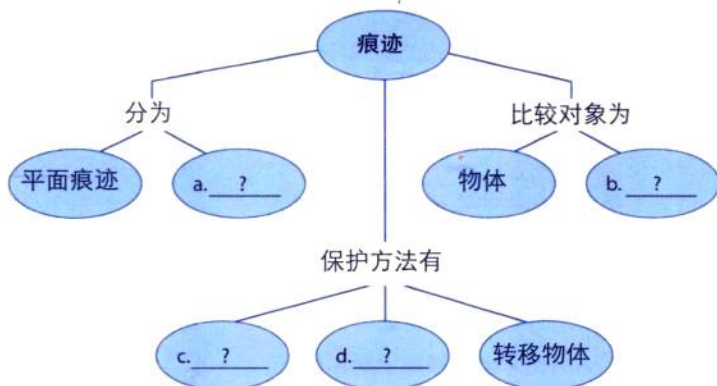 痕迹
分为
比较对象为
平面痕迹
a. ?
物体
b. ?
保护方法有
c. ?
d. ?
转移物体